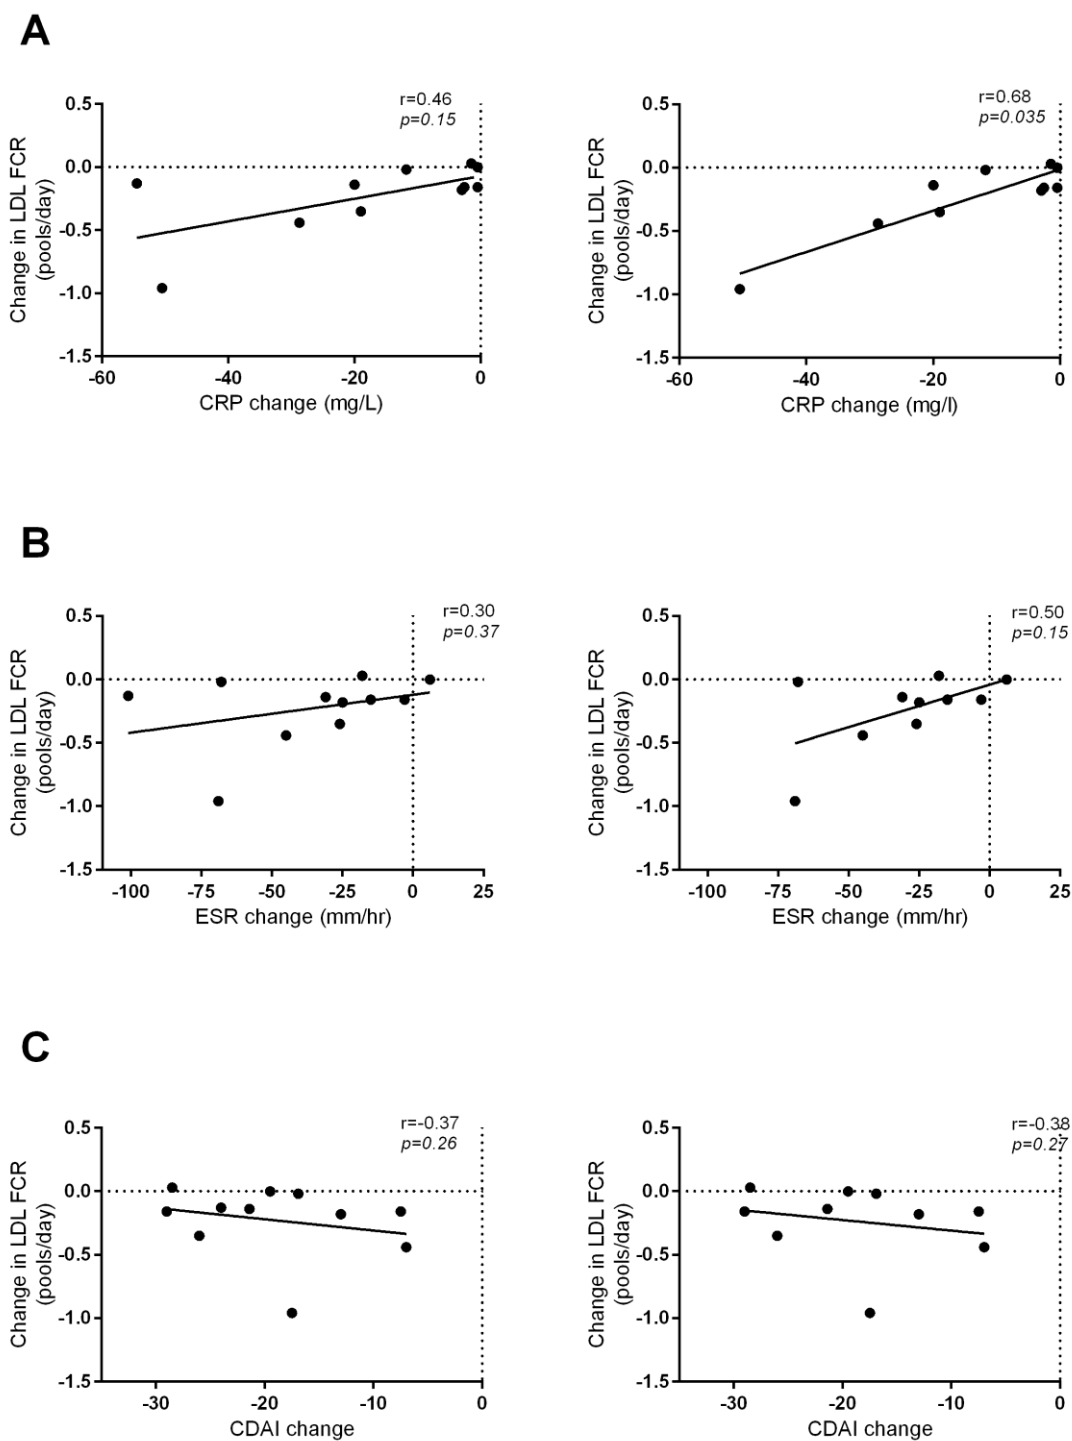 A
r=0.46
p=0.15
Change in LDL FCR
(pools/day)
0.5
0.0
-0.5
-1.0
-1.5
-60
-40
-20
0
CRP change (mg/L)
r=0.68
p=0.035
Change in LDL FCR
(pools/day)
0.5
0.0
-0.5
-1.0
-1.5
-60
-40
-20
0
CRP change (mg/l)
B
r=0.30
p=0.37
Change in LDL FCR
(pools/day)
0.5
0.0
-0.5
-1.0
-1.5
-100
-75
-50
-25
0
25
ESR change (mm/hr)
r=0.50
p=0.15
Change in LDL FCR
(pools/day)
0.5
0.0
-0.5
-1.0
-1.5
-100
-75
-50
-25
0
25
ESR change (mm/hr)
C
r=-0.37
p=0.26
Change in LDL FCR
(pools/day)
0.5
0.0
-0.5
-1.0
-1.5
-30
-20
-10
0
CDAI change
r=-0.38
p=0.27
Change in LDL FCR
(pools/day)
0.5
0.0
-0.5
-1.0
-1.5
-30
-20
-10
0
CDAI change